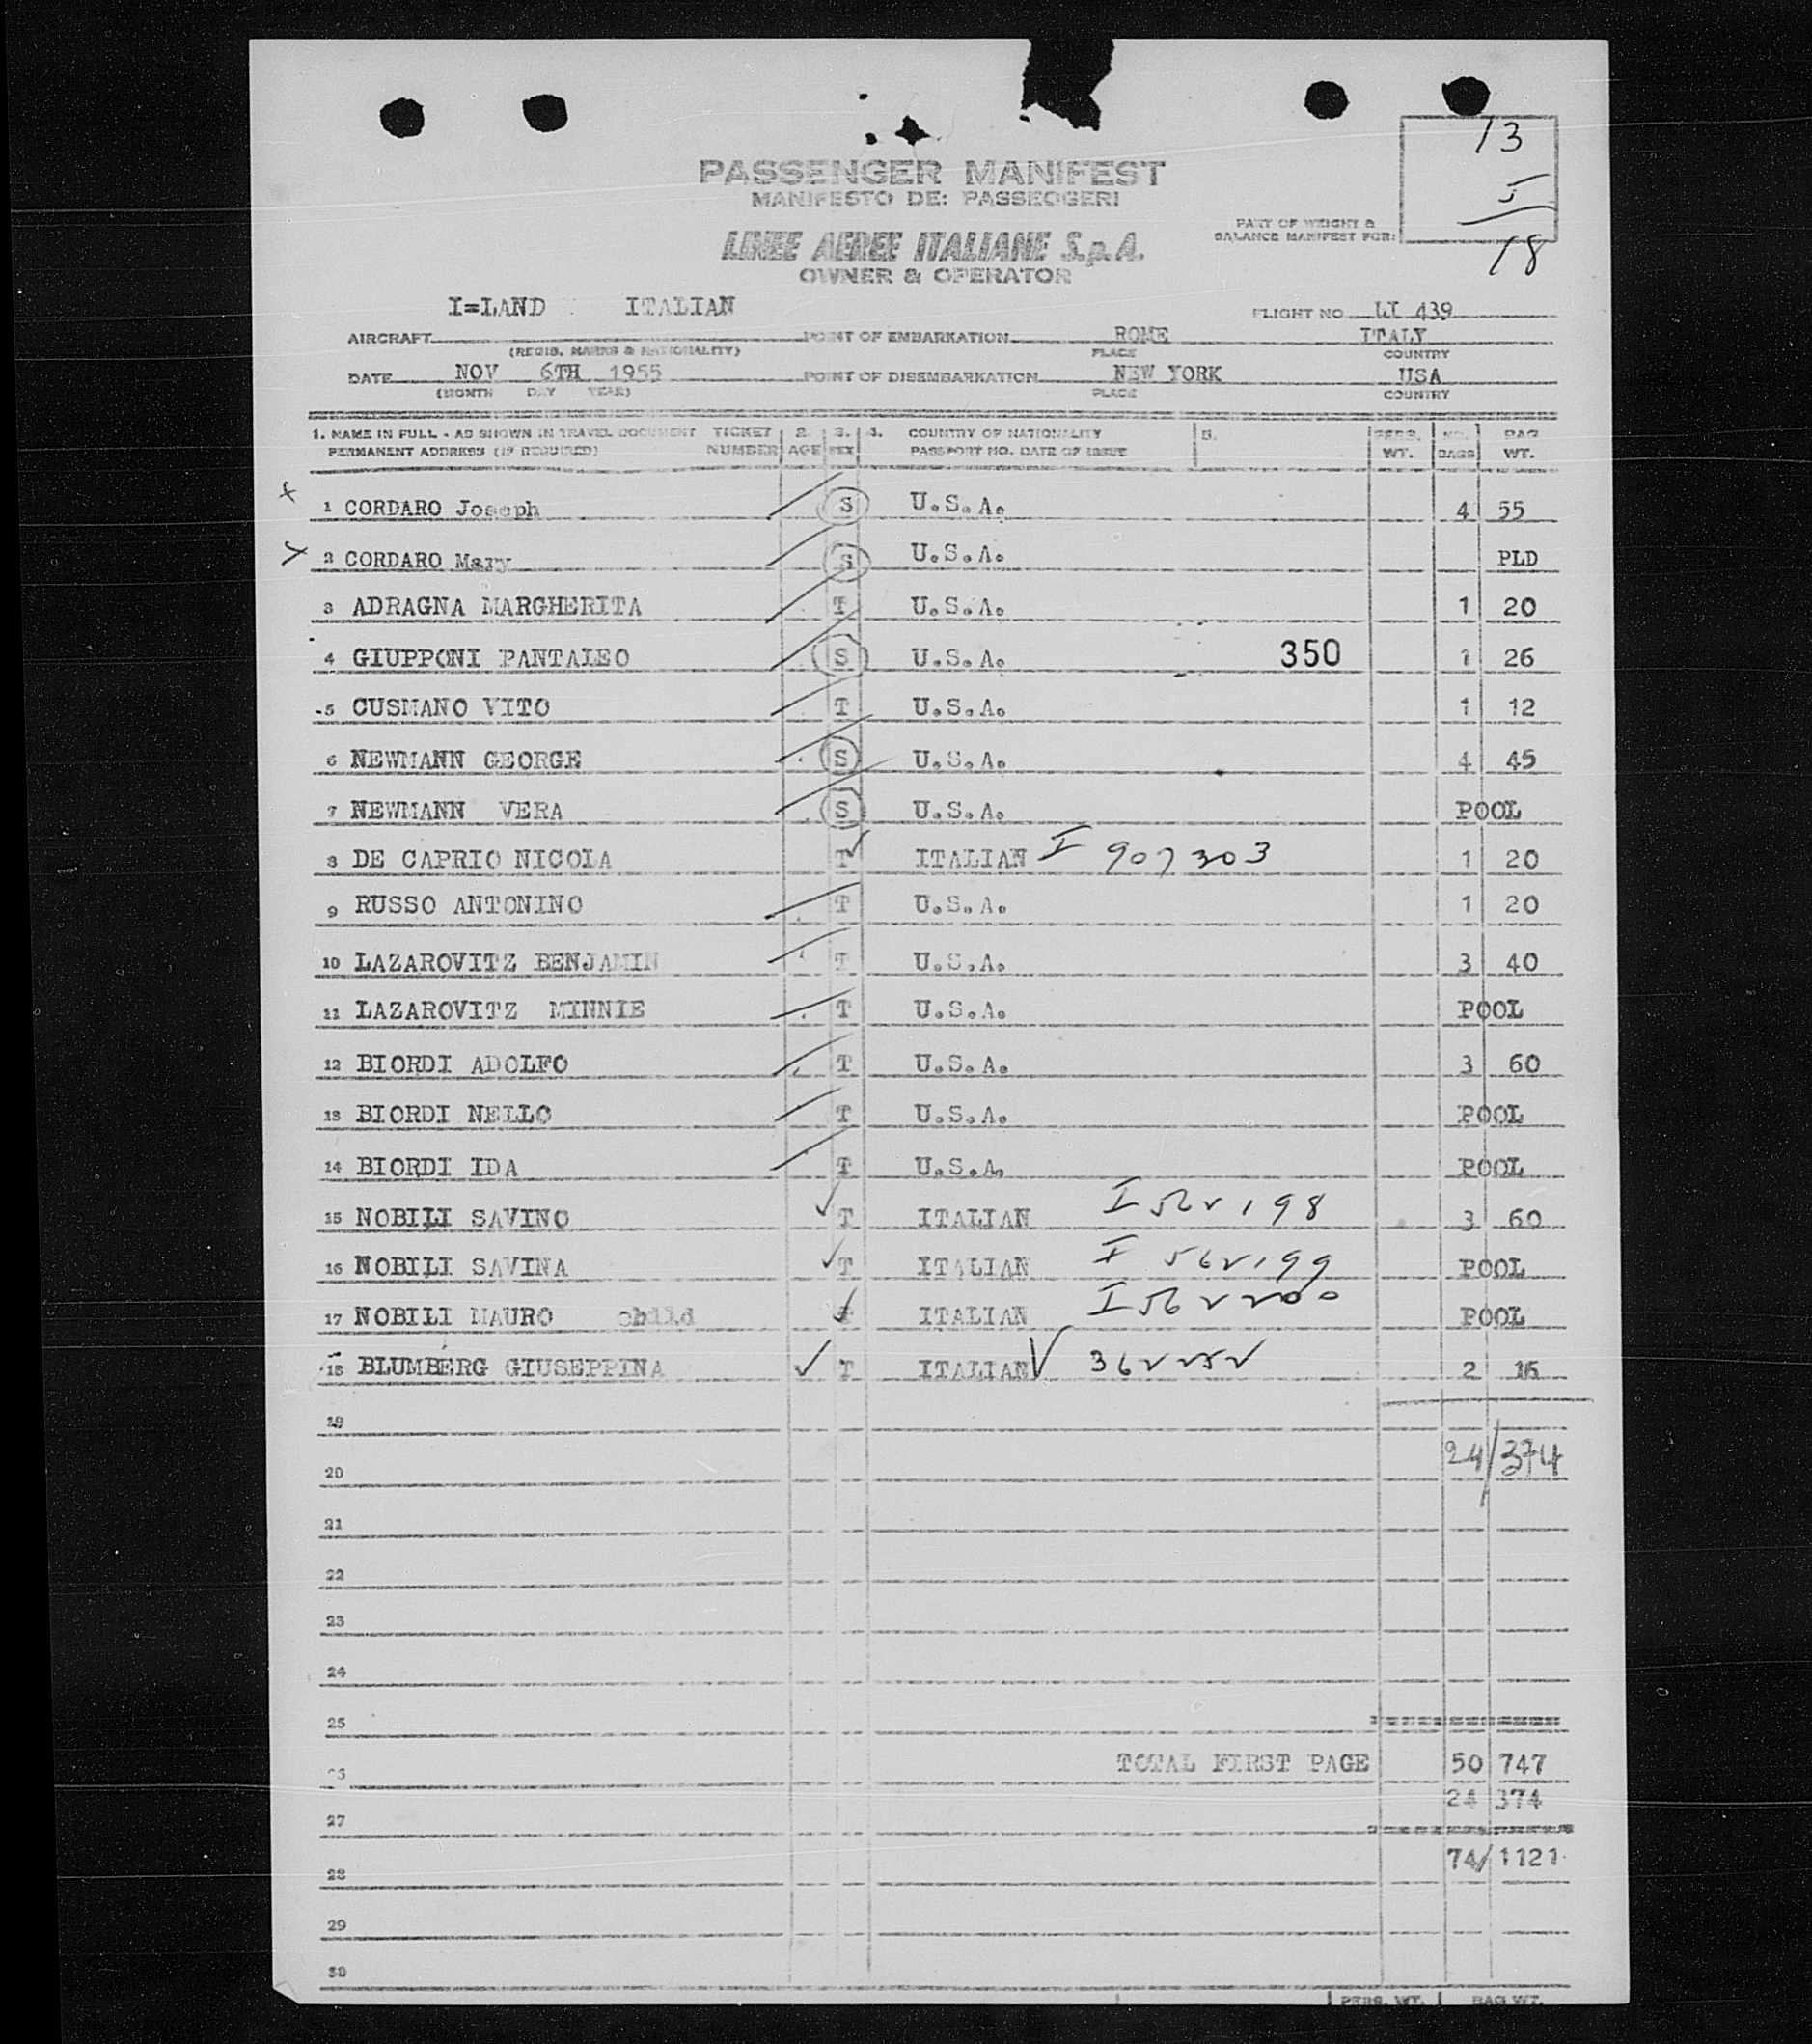 13
5
18
PASSENGER MANIFEST
MANIFESTO DE: PASSEGGERI
PART OF WEIGHT &
BALANCE MANIFEST FOR:
LINEE AEREE ITALIANE S.p.A.
OWNER & OPERATOR
I=LAND ITALIAN FLIGHT NO LI 439
AIRCRAFT POINT OF EMBARKATION ROME ITALY
(REGIS. MARKS & NATIONALITY) PLACE COUNTRY
DATE NOV 6TH 1955 POINT OF DISEMBARKATION NEW YORK USA
(MONTH DAY YEAR) PLACE COUNTRY
1. NAME IN FULL - AS SHOWN IN TRAVEL DOCUMENT TICKET 2. 3. 4. COUNTRY OF NATIONALITY 5. PERS. NO. BAG
PERMANENT ADDRESS (IF REQUIRED) NUMBER AGE SEX PASSPORT NO. DATE OF ISSUE WT. BAGS WT.
1 CORDARO Joseph S U.S.A. 4 55
2 CORDARO Mary S U.S.A. PLD
3 ADRAGNA MARGHERITA T U.S.A. 1 20
4 GIUPPONI PANTALEO S U.S.A. 350 1 26
5 CUSMANO VITO T U.S.A. 1 12
6 NEWMANN GEORGE S U.S.A. 4 45
7 NEWMANN VERA S U.S.A. POOL
8 DE CAPRIO NICOLA T ITALIAN I 907303 1 20
9 RUSSO ANTONINO T U.S.A. 1 20
10 LAZAROVITZ BENJAMIN T U.S.A. 3 40
11 LAZAROVITZ MINNIE T U.S.A. POOL
12 BIORDI ADOLFO T U.S.A. 3 60
13 BIORDI NELLO T U.S.A. POOL
14 BIORDI IDA T U.S.A. POOL
15 NOBILI SAVINO T ITALIAN I 562198 3 60
16 NOBILI SAVINA T ITALIAN I 562199 POOL
17 NOBILI MAURO child T ITALIAN I 562200 POOL
18 BLUMBERG GIUSEPPINA T ITALIAN V 362252 2 16
19
20 24/374
21
22
23
24
25
TOTAL FIRST PAGE 50 747
24 374
27
74/ 1121
28
29
30
PERS. WT. BAG WT.